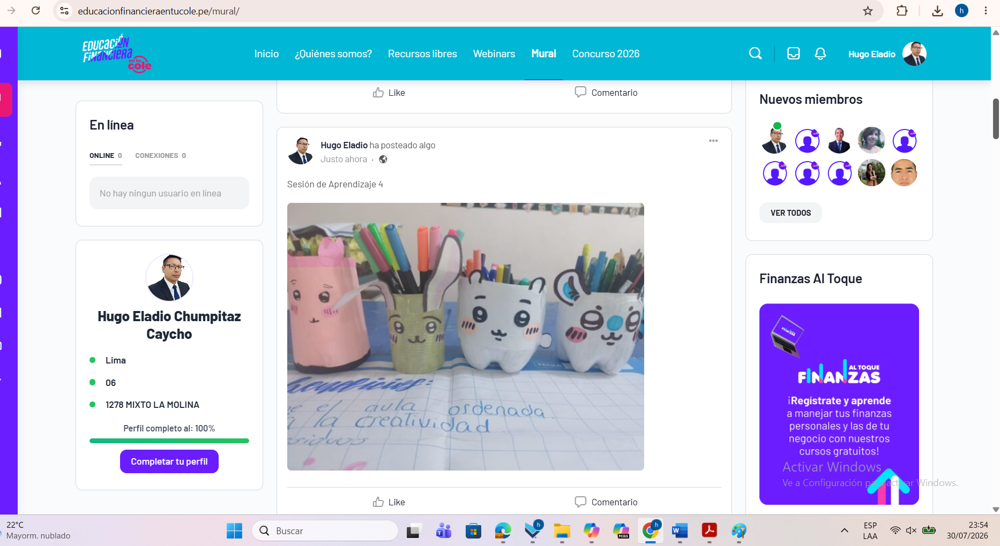 educacionfinancieraentucole.pe/mural/
h
EDUCACIÓN
FINANCIERA
en tu
cole
Inicio
¿Quiénes somos?
Recursos libres
Webinars
Mural
Concurso 2026
Hugo Eladio
Like
Comentario
En línea
ONLINE 0
CONEXIONES 0
No hay ningun usuario en línea
Hugo Eladio Chumpitaz
Caycho
Lima
06
1278 MIXTO LA MOLINA
Perfil completo al: 100%
Completar tu perfil
Hugo Eladio ha posteado algo
Justo ahora ·
Sesión de Aprendizaje 4
FECHA
el aula ordenada
la creatividad
Like
Comentario
Nuevos miembros
VER TODOS
Finanzas Al Toque
FINANZAS
AL TOQUE
FINANZAS
¡Regístrate y aprende
a manejar tus finanzas
personales y las de tu
negocio con nuestros
cursos gratuitos!
Activar Windows
Ve a Configuración para activar Windows.
22°C
Mayorm. nublado
Buscar
T
h
M365
h
W
ESP
LAA
23:54
30/07/2026